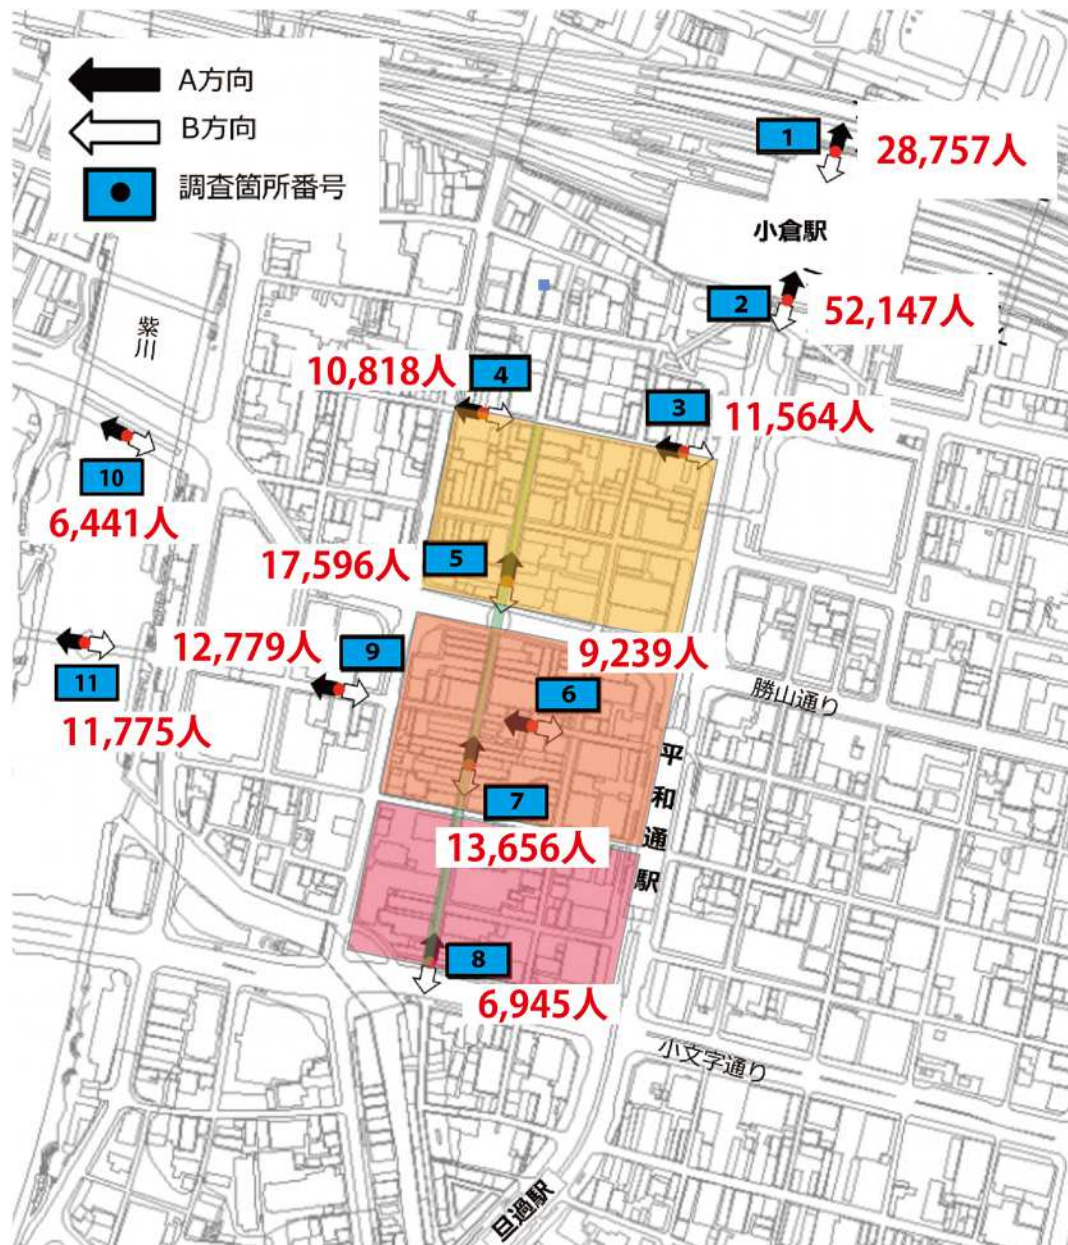 A方向
B方向
調査箇所番号
1
28,757人
小倉駅
2
52,147人
紫川
10,818人
4
3
11,564人
10
6,441人
17,596人
5
12,779人
9
9,239人
11
11,775人
6
勝山通り
平和通駅
7
13,656人
8
6,945人
小文字通り
旦過駅